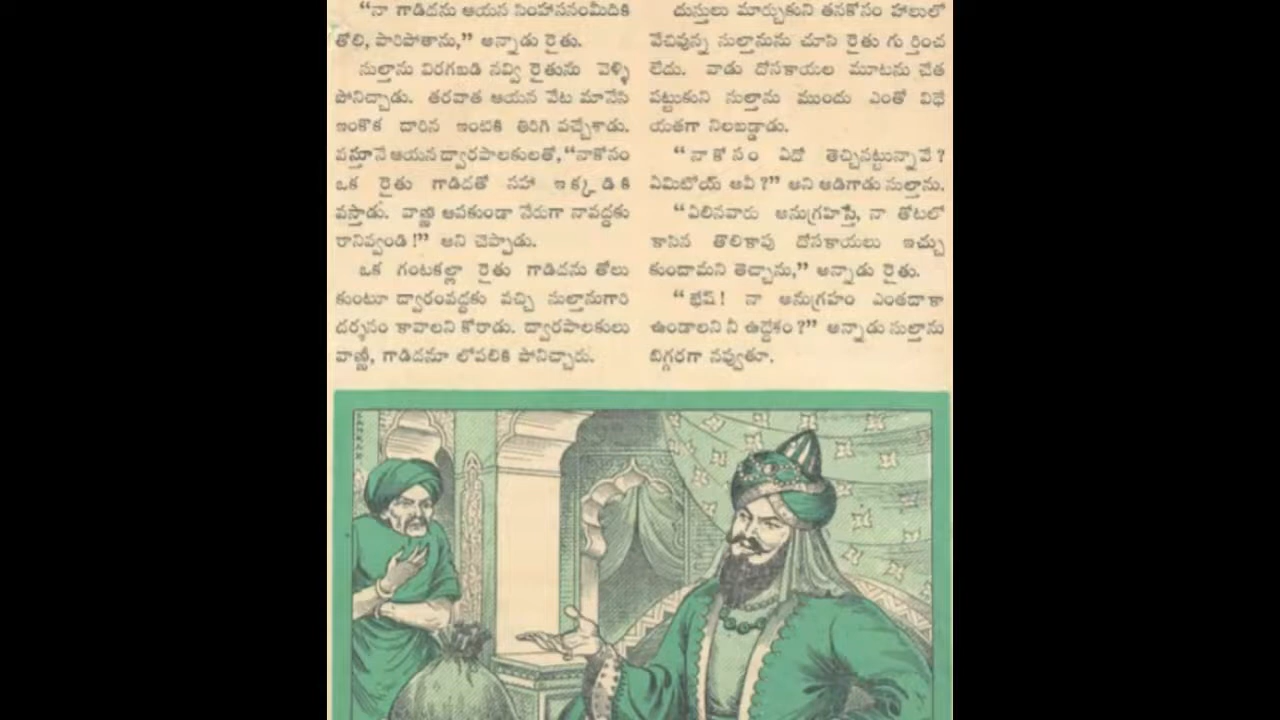 “నా గాడిదను ఆయన సింహాసనంమీదికి
తోలి, పారిపోతాను,” అన్నాడు రైతు.
సుల్తాను విరగబడి నవ్వి రైతును వెళ్ళి
పోనిచ్చాడు. తరవాత ఆయన వేట మానేసి
ఇంకొక దారిన ఇంటికి తిరిగి వచ్చేశాడు.
వస్తూనే ఆయన ద్వారపాలకులతో, “నాకోసం
ఒక రైతు గాడిదతో సహా ఇక్కడికి
వస్తాడు. వాణ్ణి ఆపకుండా నేరుగా నావద్దకు
రానివ్వండి !” అని చెప్పాడు.
ఒక గంటకల్లా రైతు గాడిదను తోలు
కుంటూ ద్వారంవద్దకు వచ్చి సుల్తానుగారి
దర్శనం కావాలని కోరాడు. ద్వారపాలకులు
వాణ్ణీ, గాడిదనూ లోపలికి పోనిచ్చారు.
దుస్తులు మార్చుకుని తనకోసం హాలులో
వేచివున్న సుల్తానును చూసి రైతు గుర్తించ
లేదు. వాడు దోసకాయల మూటను చేత
పట్టుకుని సుల్తాను ముందు ఎంతో విధే
యతగా నిలబడ్డాడు.
“నాకోసం ఏదో తెచ్చినట్టున్నావే ?
ఏమిటోయ్ అవి ?” అని అడిగాడు సుల్తాను.
“ఏలినవారు అనుగ్రహిస్తే, నా తోటలో
కాసిన తొలికాపు దోసకాయలు ఇచ్చు
కుందామని తెచ్చాను,” అన్నాడు రైతు.
“భేష్ ! నా అనుగ్రహం ఎంతదాకా
ఉండాలని నీ ఉద్దేశం ?” అన్నాడు సుల్తాను
బిగ్గరగా నవ్వుతూ.
SANKAR